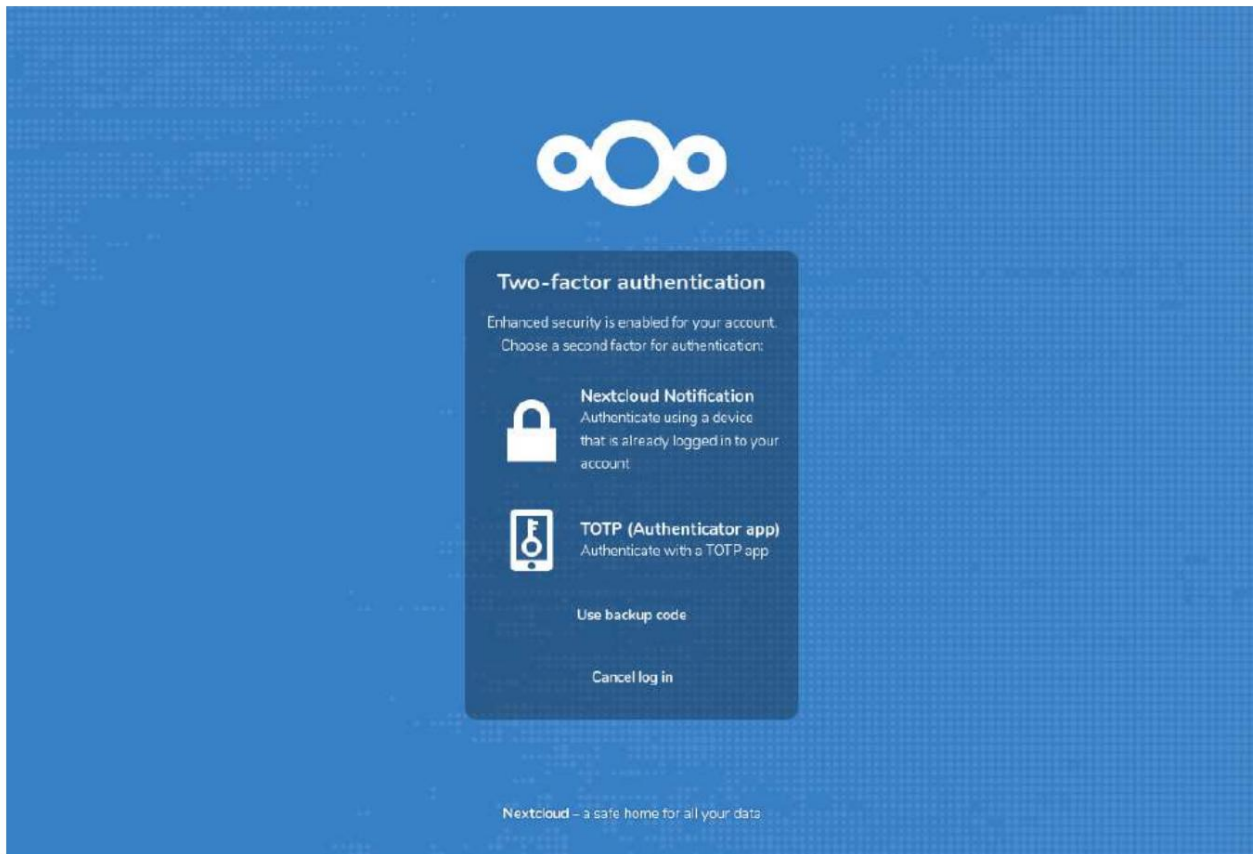 Two-factor authentication
Enhanced security is enabled for your account.
Choose a second factor for authentication:
Nextcloud Notification
Authenticate using a device
that is already logged in to your
account
TOTP (Authenticator app)
Authenticate with a TOTP app
Use backup code
Cancel log in
Nextcloud – a safe home for all your data